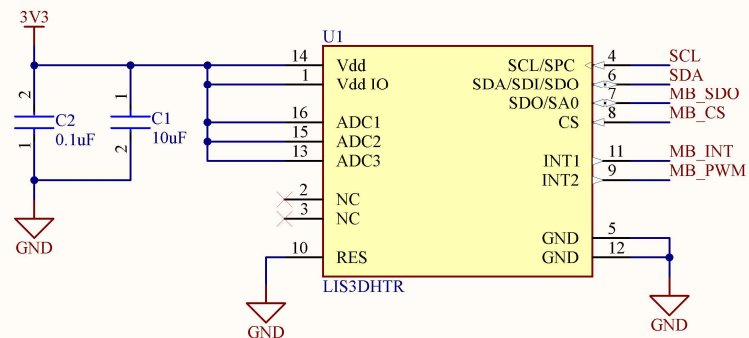 3V3
U1
14 Vdd SCL/SPC 4 SCL
1 Vdd IO SDA/SDI/SDO 6 SDA
SDO/SA0 7 MB_SDO
2 C2 0.1uF 1
1 C1 10uF 2
16 ADC1 CS 8 MB_CS
15 ADC2
13 ADC3 INT1 11 MB_INT
INT2 9 MB_PWM
2 NC
3 NC
GND 5
10 RES GND 12
GND
LIS3DHTR
GND
GND